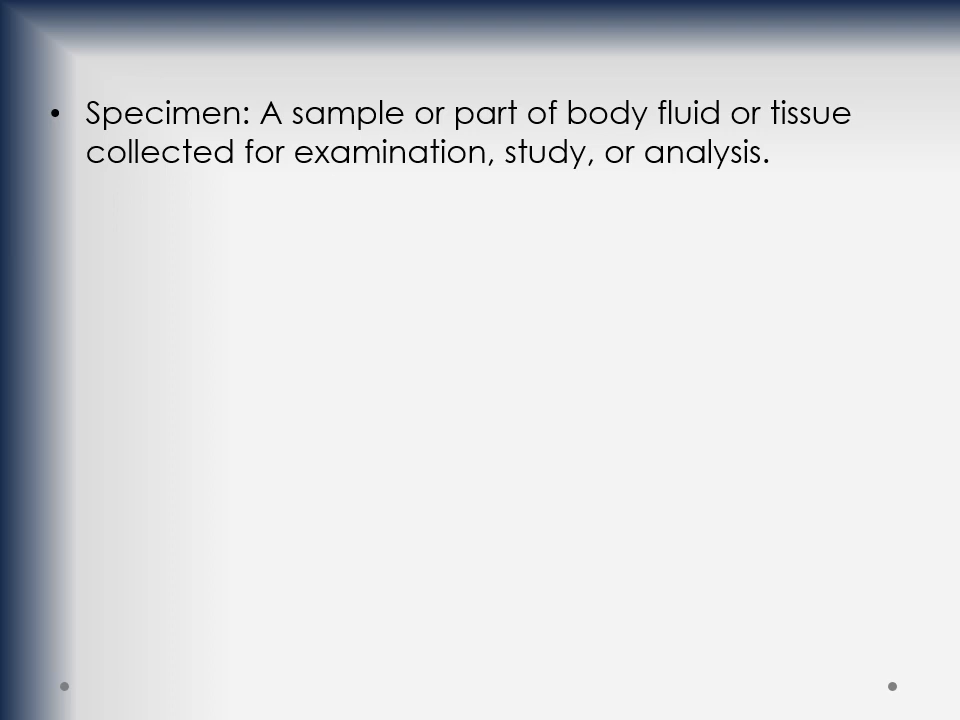 • Specimen: A sample or part of body fluid or tissue
collected for examination, study, or analysis.